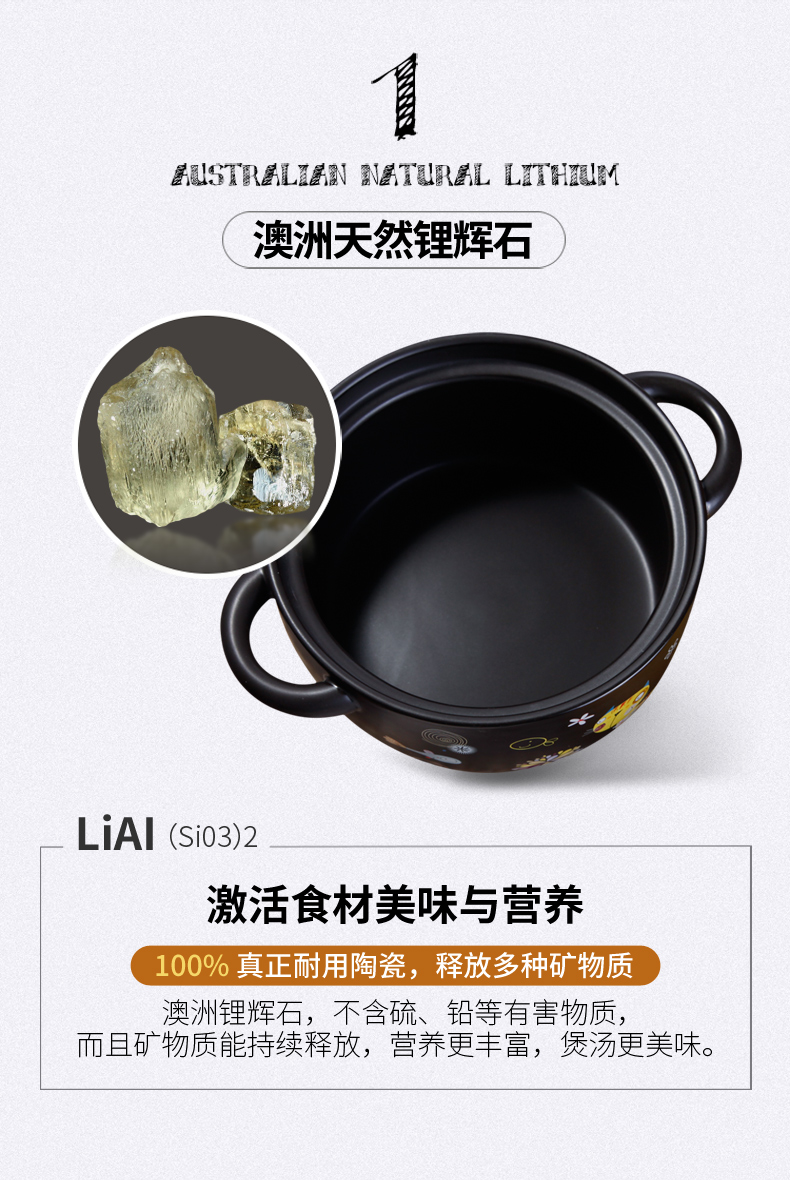 1
AUSTRALIAN NATURAL LITHIUM
澳洲天然锂辉石
LiAl（Si03）2
激活食材美味与营养
100% 真正耐用陶瓷，释放多种矿物质
澳洲锂辉石，不含硫、铅等有害物质，
而且矿物质能持续释放，营养更丰富，煲汤更美味。